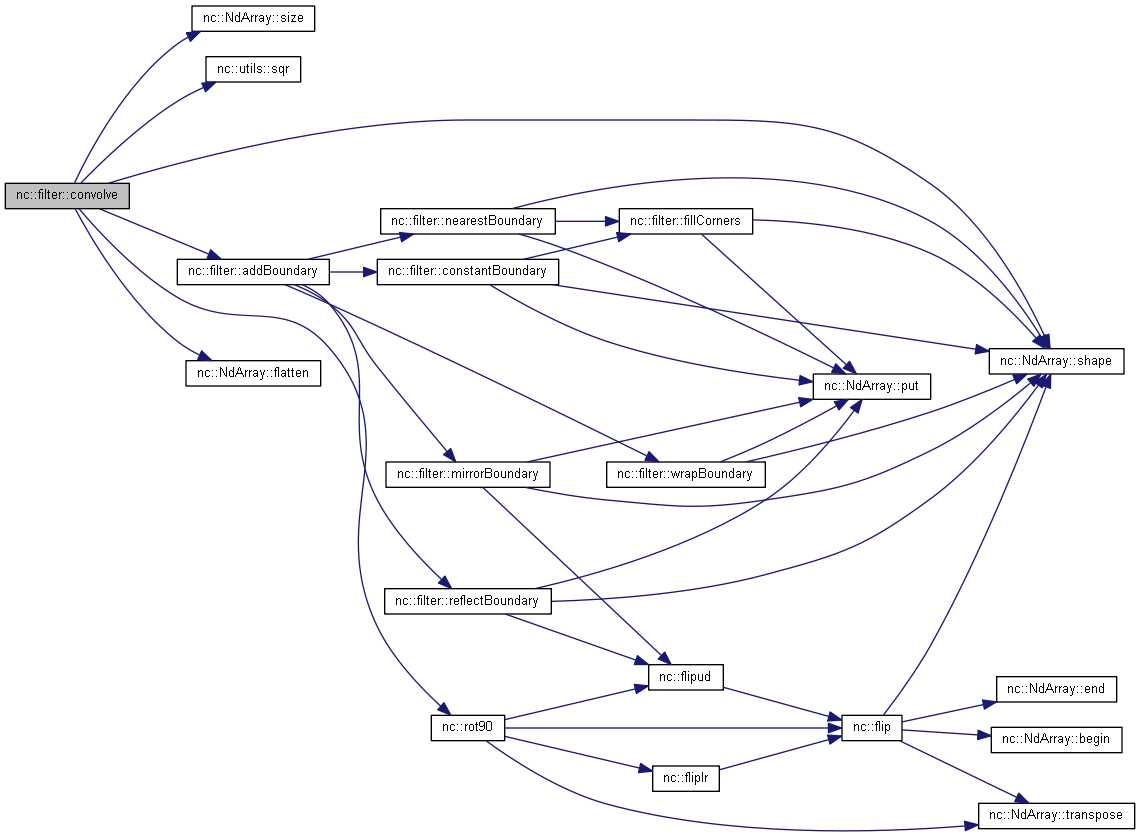 nc::NdArray::size
nc::utils::sqr
nc::filter::convolve
nc::filter::nearestBoundary
nc::filter::fillCorners
nc::filter::addBoundary
nc::filter::constantBoundary
nc::NdArray::shape
nc::NdArray::flatten
nc::NdArray::put
nc::filter::mirrorBoundary
nc::filter::wrapBoundary
nc::filter::reflectBoundary
nc::flipud
nc::NdArray::end
nc::rot90
nc::flip
nc::NdArray::begin
nc::fliplr
nc::NdArray::transpose